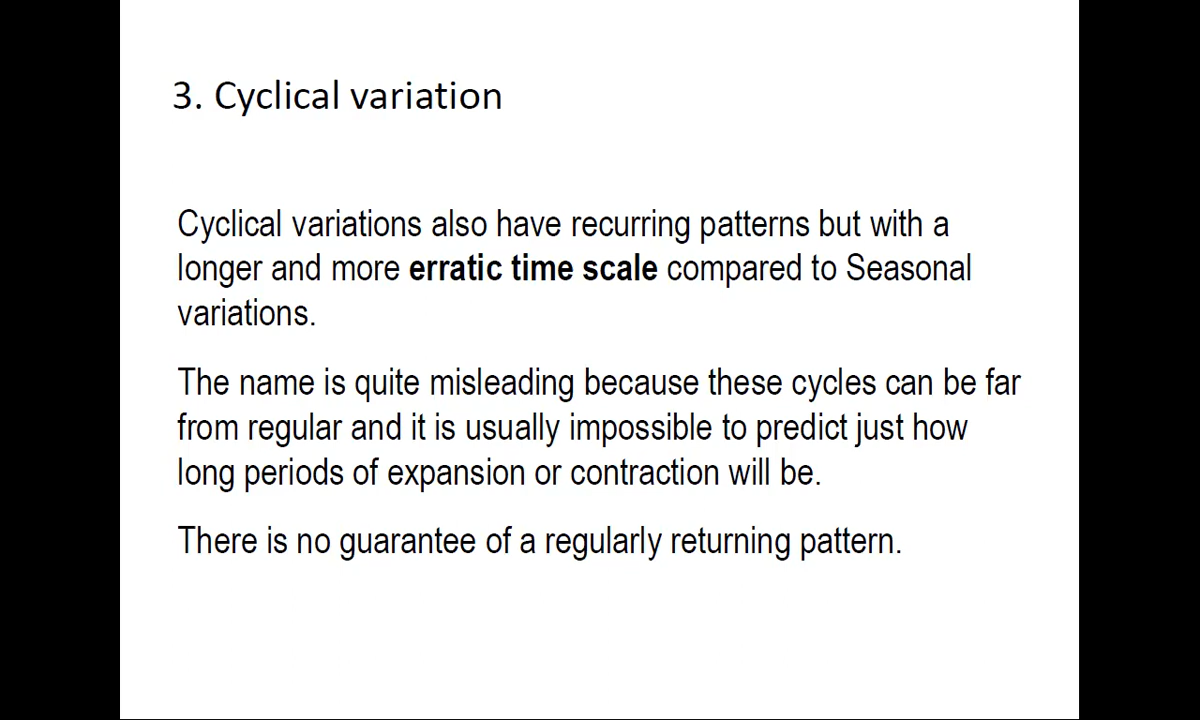 3. Cyclical variation
Cyclical variations also have recurring patterns but with a
longer and more erratic time scale compared to Seasonal
variations.
The name is quite misleading because these cycles can be far
from regular and it is usually impossible to predict just how
long periods of expansion or contraction will be.
There is no guarantee of a regularly returning pattern.